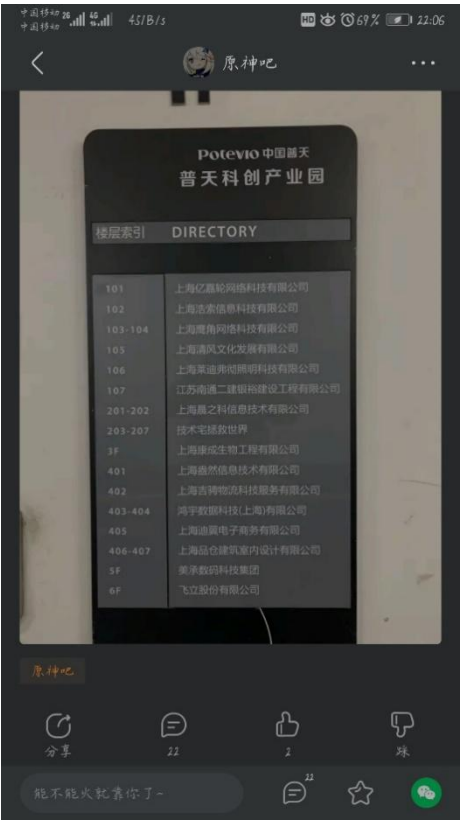 中国移动 26 46 451B/s HD 69% 22:06
中国移动
原神吧
Potevio 中国普天
普天科创产业园
楼层索引 DIRECTORY
101 上海亿嘉轮网络科技有限公司
102 上海浩索信息科技有限公司
103-104 上海鹰角网络科技有限公司
105 上海清风文化发展有限公司
106 上海莱迪弗彻照明科技有限公司
107 江苏南通二建银裕建设工程有限公司
201-202 上海晨之科信息技术有限公司
203-207 技术宅拯救世界
3F 上海康成生物工程有限公司
401 上海盎然信息技术有限公司
402 上海吉骑物流科技服务有限公司
403-404 鸿宇数据科技(上海)有限公司
405 上海迪翼电子商务有限公司
406-407 上海品仓建筑室内设计有限公司
5F 美承数码科技集团
6F 飞立股份有限公司
原神吧
分享 22 2 踩
能不能火就靠你了~ 22